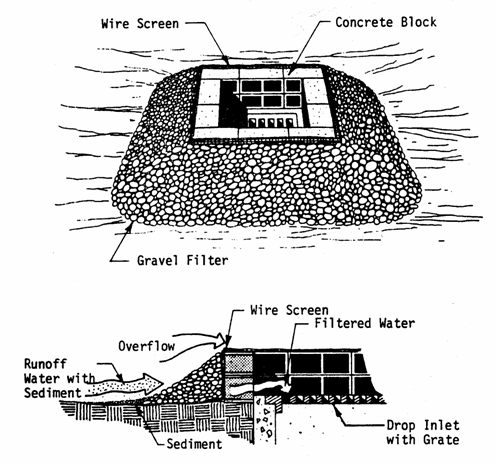 Wire Screen
Concrete Block
Gravel Filter
Wire Screen
Filtered Water
Overflow
Runoff
Water with
Sediment
Sediment
Drop Inlet
with Grate